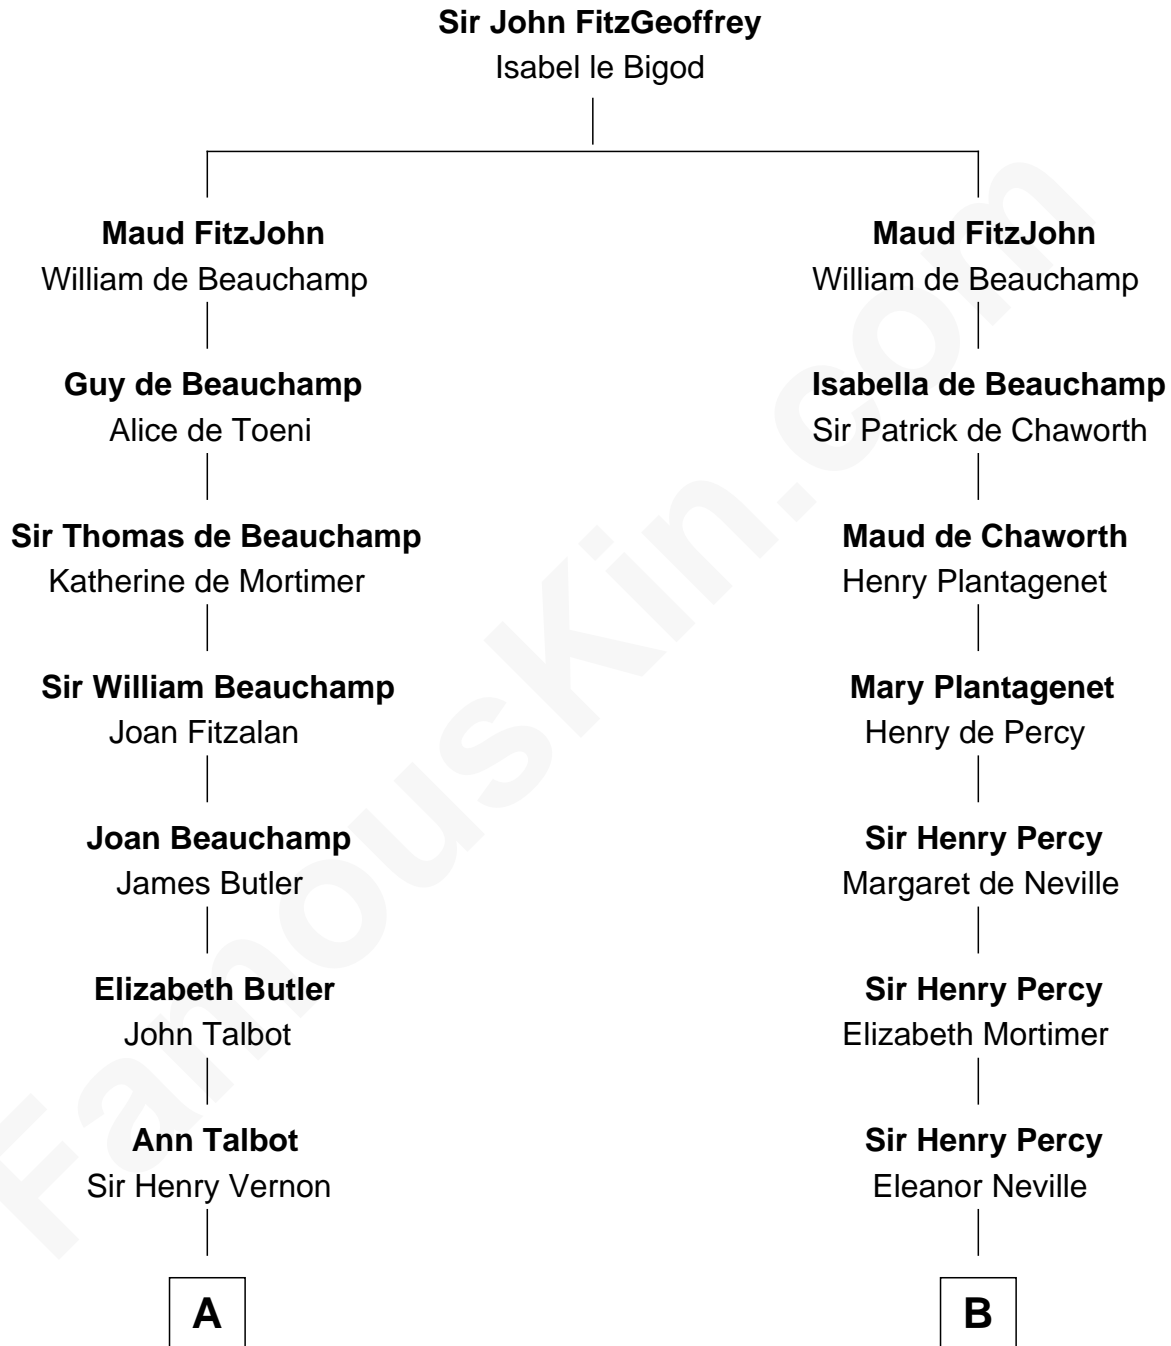 Sir John FitzGeoffrey
Isabel le Bigod
Maud FitzJohn
William de Beauchamp
Maud FitzJohn
William de Beauchamp
Guy de Beauchamp
Alice de Toeni
Isabella de Beauchamp
Sir Patrick de Chaworth
Sir Thomas de Beauchamp
Katherine de Mortimer
Maud de Chaworth
Henry Plantagenet
Sir William Beauchamp
Joan Fitzalan
Mary Plantagenet
Henry de Percy
Joan Beauchamp
James Butler
Sir Henry Percy
Margaret de Neville
Elizabeth Butler
John Talbot
Sir Henry Percy
Elizabeth Mortimer
Ann Talbot
Sir Henry Vernon
Sir Henry Percy
Eleanor Neville
A
B
FamousKin.com